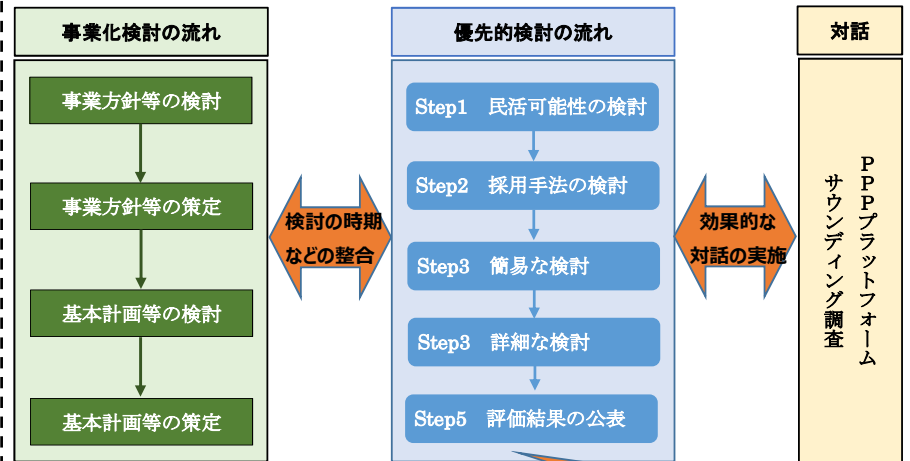 事業化検討の流れ
事業方針等の検討
事業方針等の策定
基本計画等の検討
基本計画等の策定
検討の時期
などの整合
優先的検討の流れ
Step1 民活可能性の検討
Step2 採用手法の検討
Step3 簡易な検討
Step3 詳細な検討
Step5 評価結果の公表
効果的な
対話の実施
対話
PPPプラットフォーム
サウンディング調査